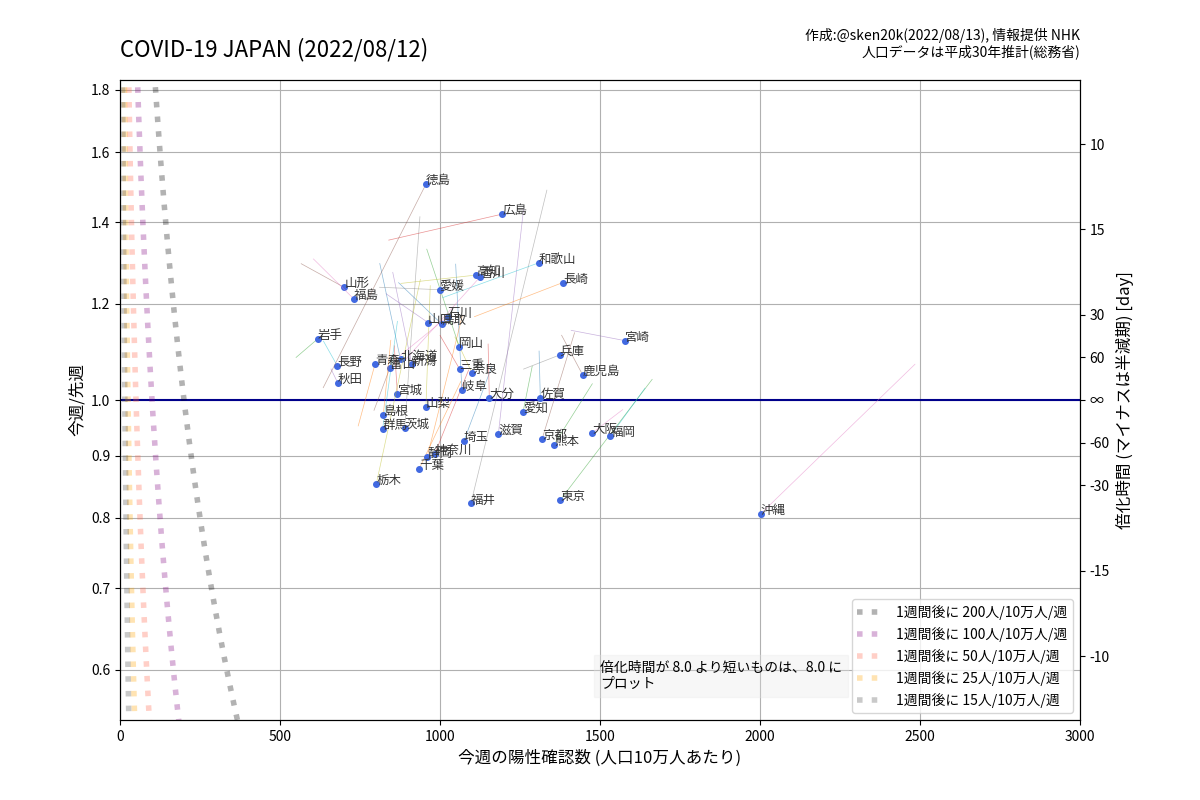 COVID-19 JAPAN (2022/08/12)
作成:@sken20k(2022/08/13), 情報提供 NHK
人口データは平成30年推計(総務省)
今週/先週
1.8
1.6
1.4
1.2
1.0
0.9
0.8
0.7
0.6
徳島
広島
和歌山
高知
香川
長崎
山形
愛媛
福島
石川
山口
鳥取
岩手
宮崎
岡山
兵庫
北海道
青森
新潟
富山
長野
三重
奈良
鹿児島
秋田
岐阜
宮城
大分
佐賀
山梨
愛知
島根
群馬
茨城
滋賀
大阪
福岡
京都
熊本
埼玉
神奈川
静岡
千葉
栃木
福井
東京
沖縄
10
15
30
60
∞
-60
-30
-15
-10
倍化時間 (マイナスは半減期) [day]
倍化時間が 8.0 より短いものは、8.0 に
プロット
1週間後に 200人/10万人/週
1週間後に 100人/10万人/週
1週間後に 50人/10万人/週
1週間後に 25人/10万人/週
1週間後に 15人/10万人/週
0
500
1000
1500
2000
2500
3000
今週の陽性確認数 (人口10万人あたり)